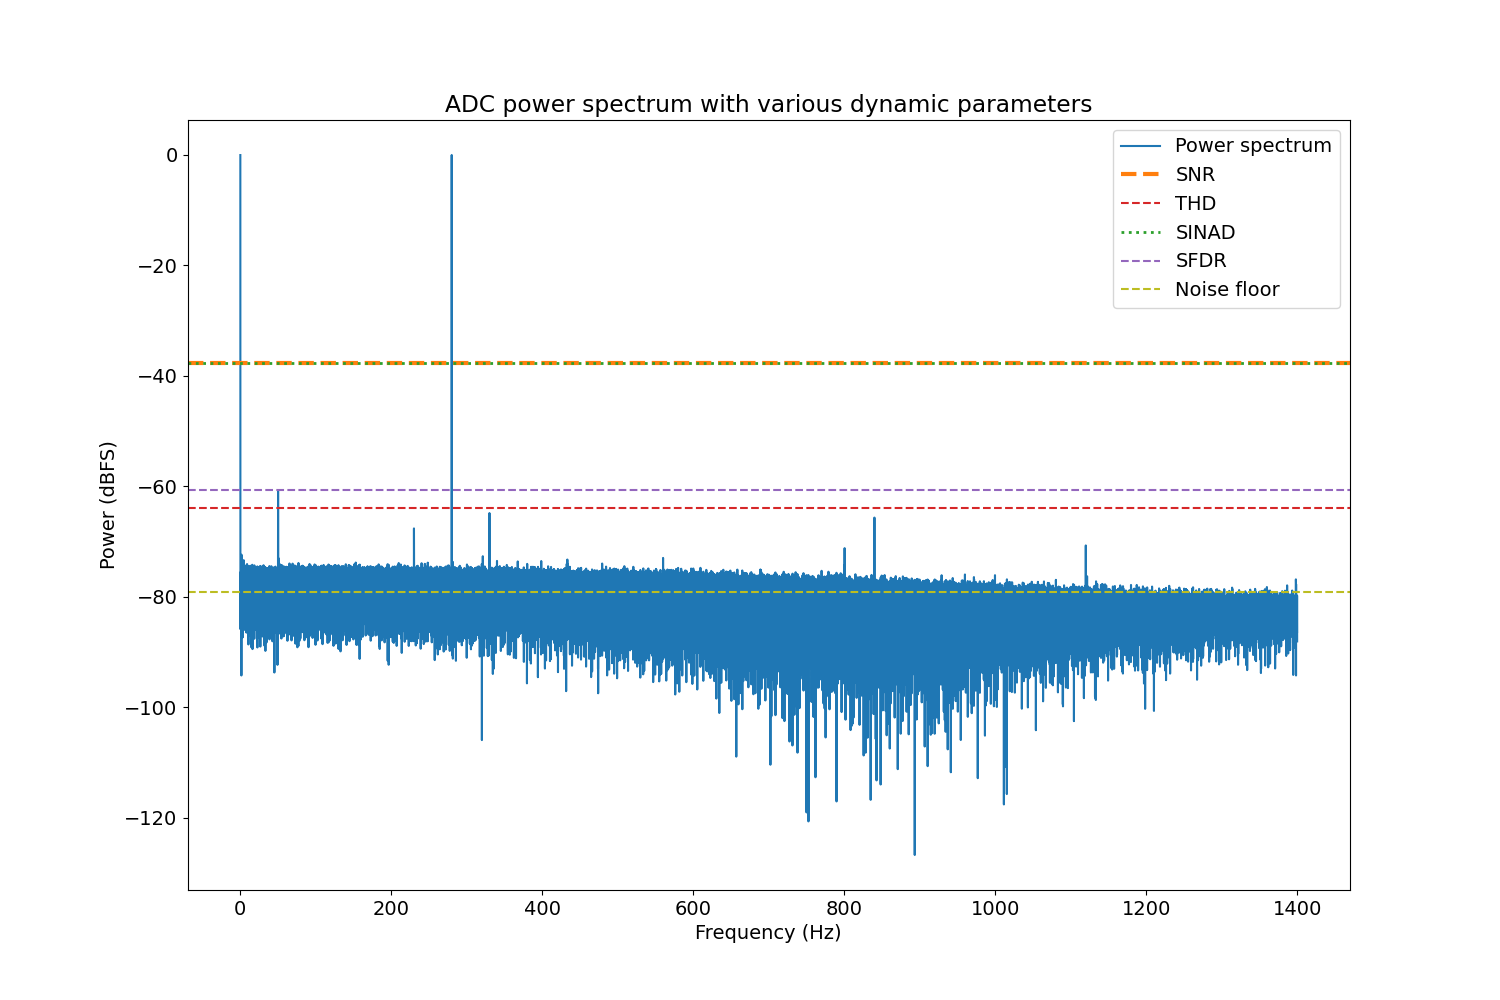 ADC power spectrum with various dynamic parameters
Power spectrum
SNR
THD
SINAD
SFDR
Noise floor
Power (dBFS)
0
−20
−40
−60
−80
−100
−120
0 200 400 600 800 1000 1200 1400
Frequency (Hz)